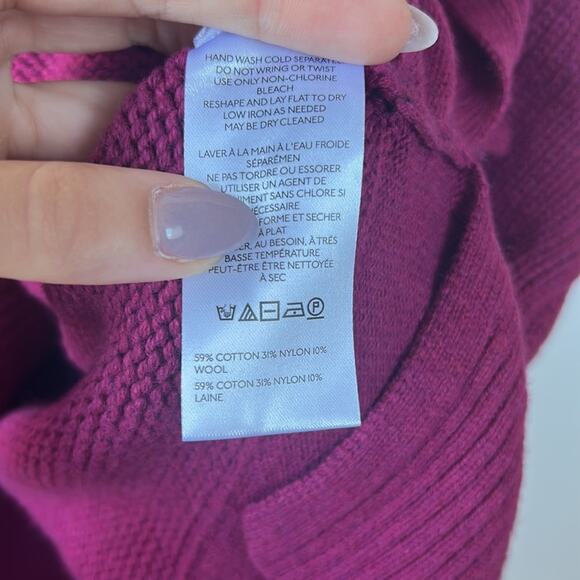 HAND WASH COLD SEPARATELY
DO NOT WRING OR TWIST
USE ONLY NON-CHLORINE
BLEACH
RESHAPE AND LAY FLAT TO DRY
LOW IRON AS NEEDED
MAY BE DRY CLEANED
LAVER À LA MAIN À L'EAU FROIDE
SÉPARÉMEN
NE PAS TORDRE OU ESSORER
UTILISER UN AGENT DE
SANS CHLORE SI
FORME ET SECHER
À PLAT
AU BESOIN, À TRÉS
BASSE TEMPÉRATURE
PEUT-ÊTRE ÊTRE NETTOYÉE
À SEC
P
59% COTTON 31% NYLON 10%
WOOL
59% COTON 31% NYLON 10%
LAINE